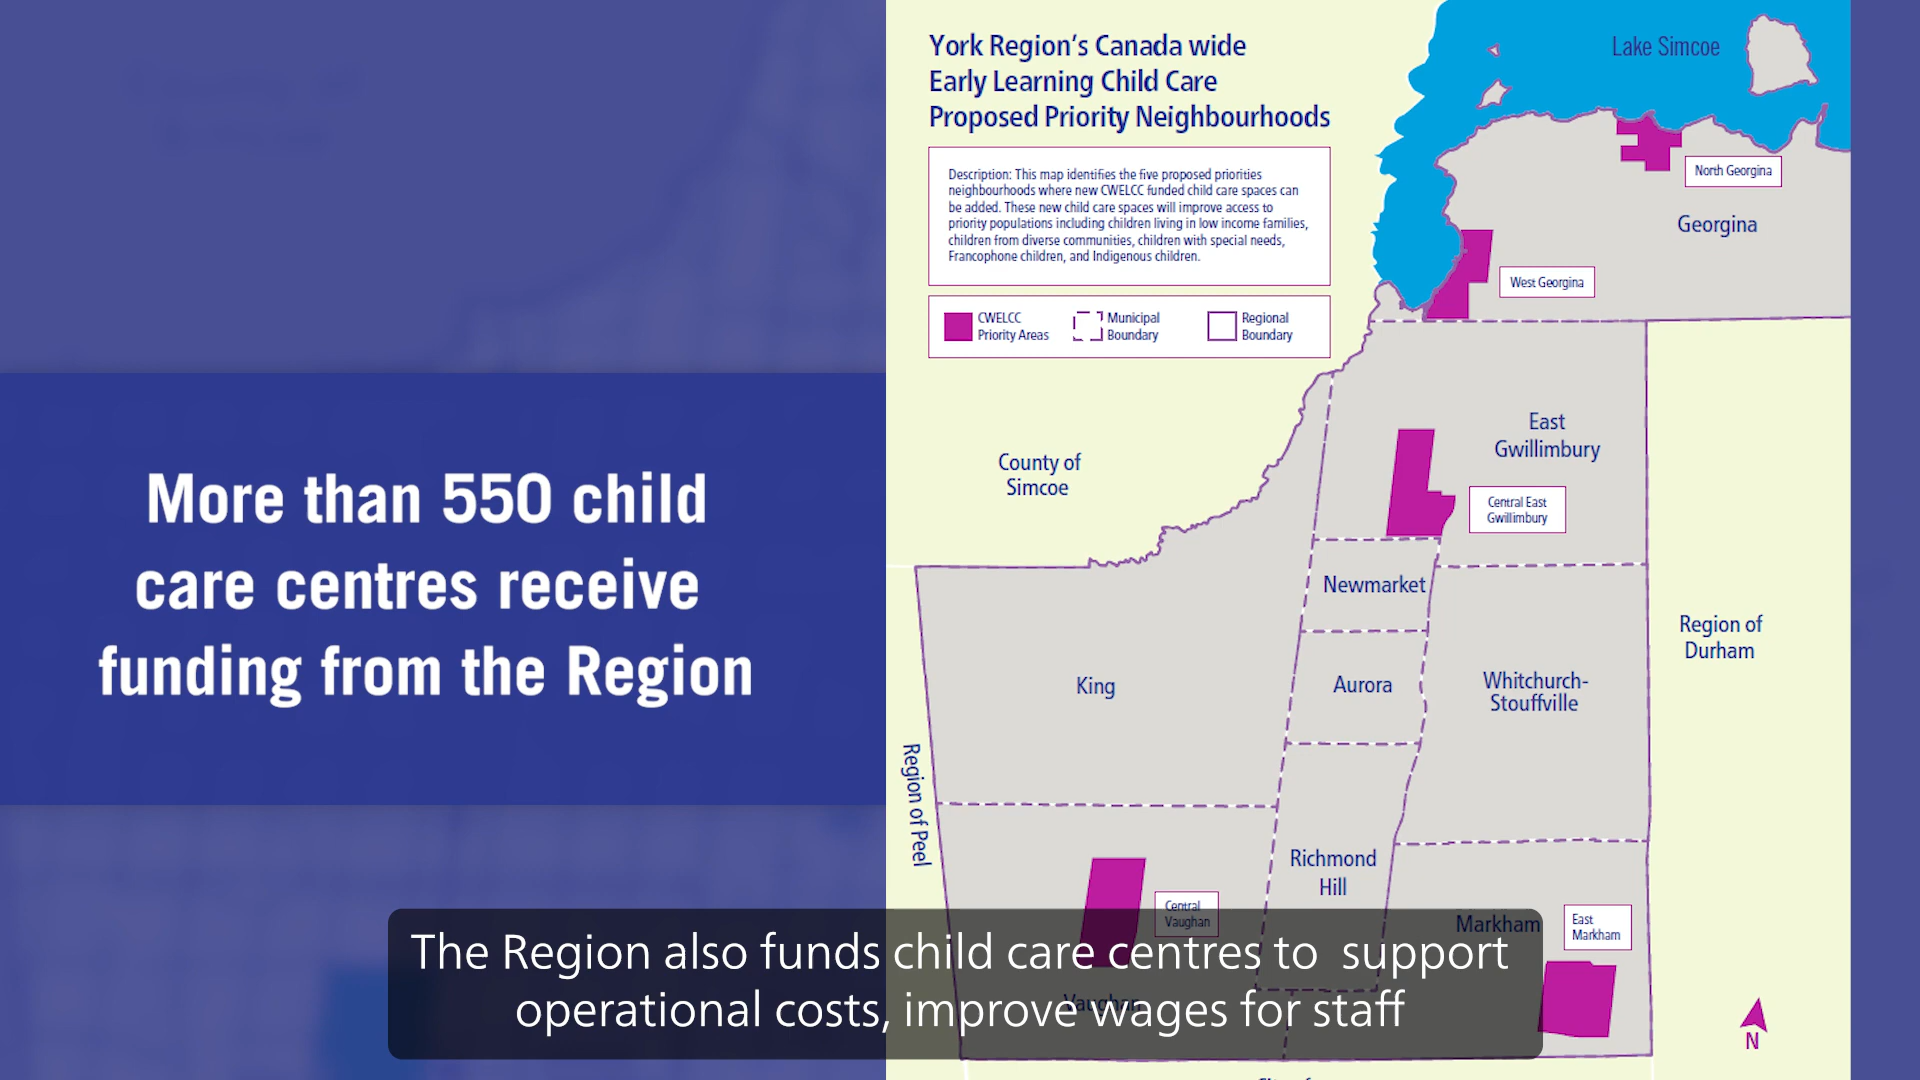 More than 550 child
care centres receive
funding from the Region
York Region's Canada wide
Early Learning Child Care
Proposed Priority Neighbourhoods
Description: This map identifies the five proposed priorities
neighbourhoods where new CWELCC funded child care spaces can
be added. These new child care spaces will improve access to
priority populations including children living in low income families,
children from diverse communities, children with special needs,
Francophone children, and Indigenous children.
CWELCC
Priority Areas
Municipal
Boundary
Regional
Boundary
Lake Simcoe
North Georgina
Georgina
West Georgina
East
Gwillimbury
County of
Simcoe
Central East
Gwillimbury
Newmarket
Region of
Durham
King
Aurora
Whitchurch-
Stouffville
Region of Peel
Richmond
Hill
Central
Vaughan
Markham
East
Markham
Vaughan
N
The Region also funds child care centres to  support
operational costs, improve wages for staff